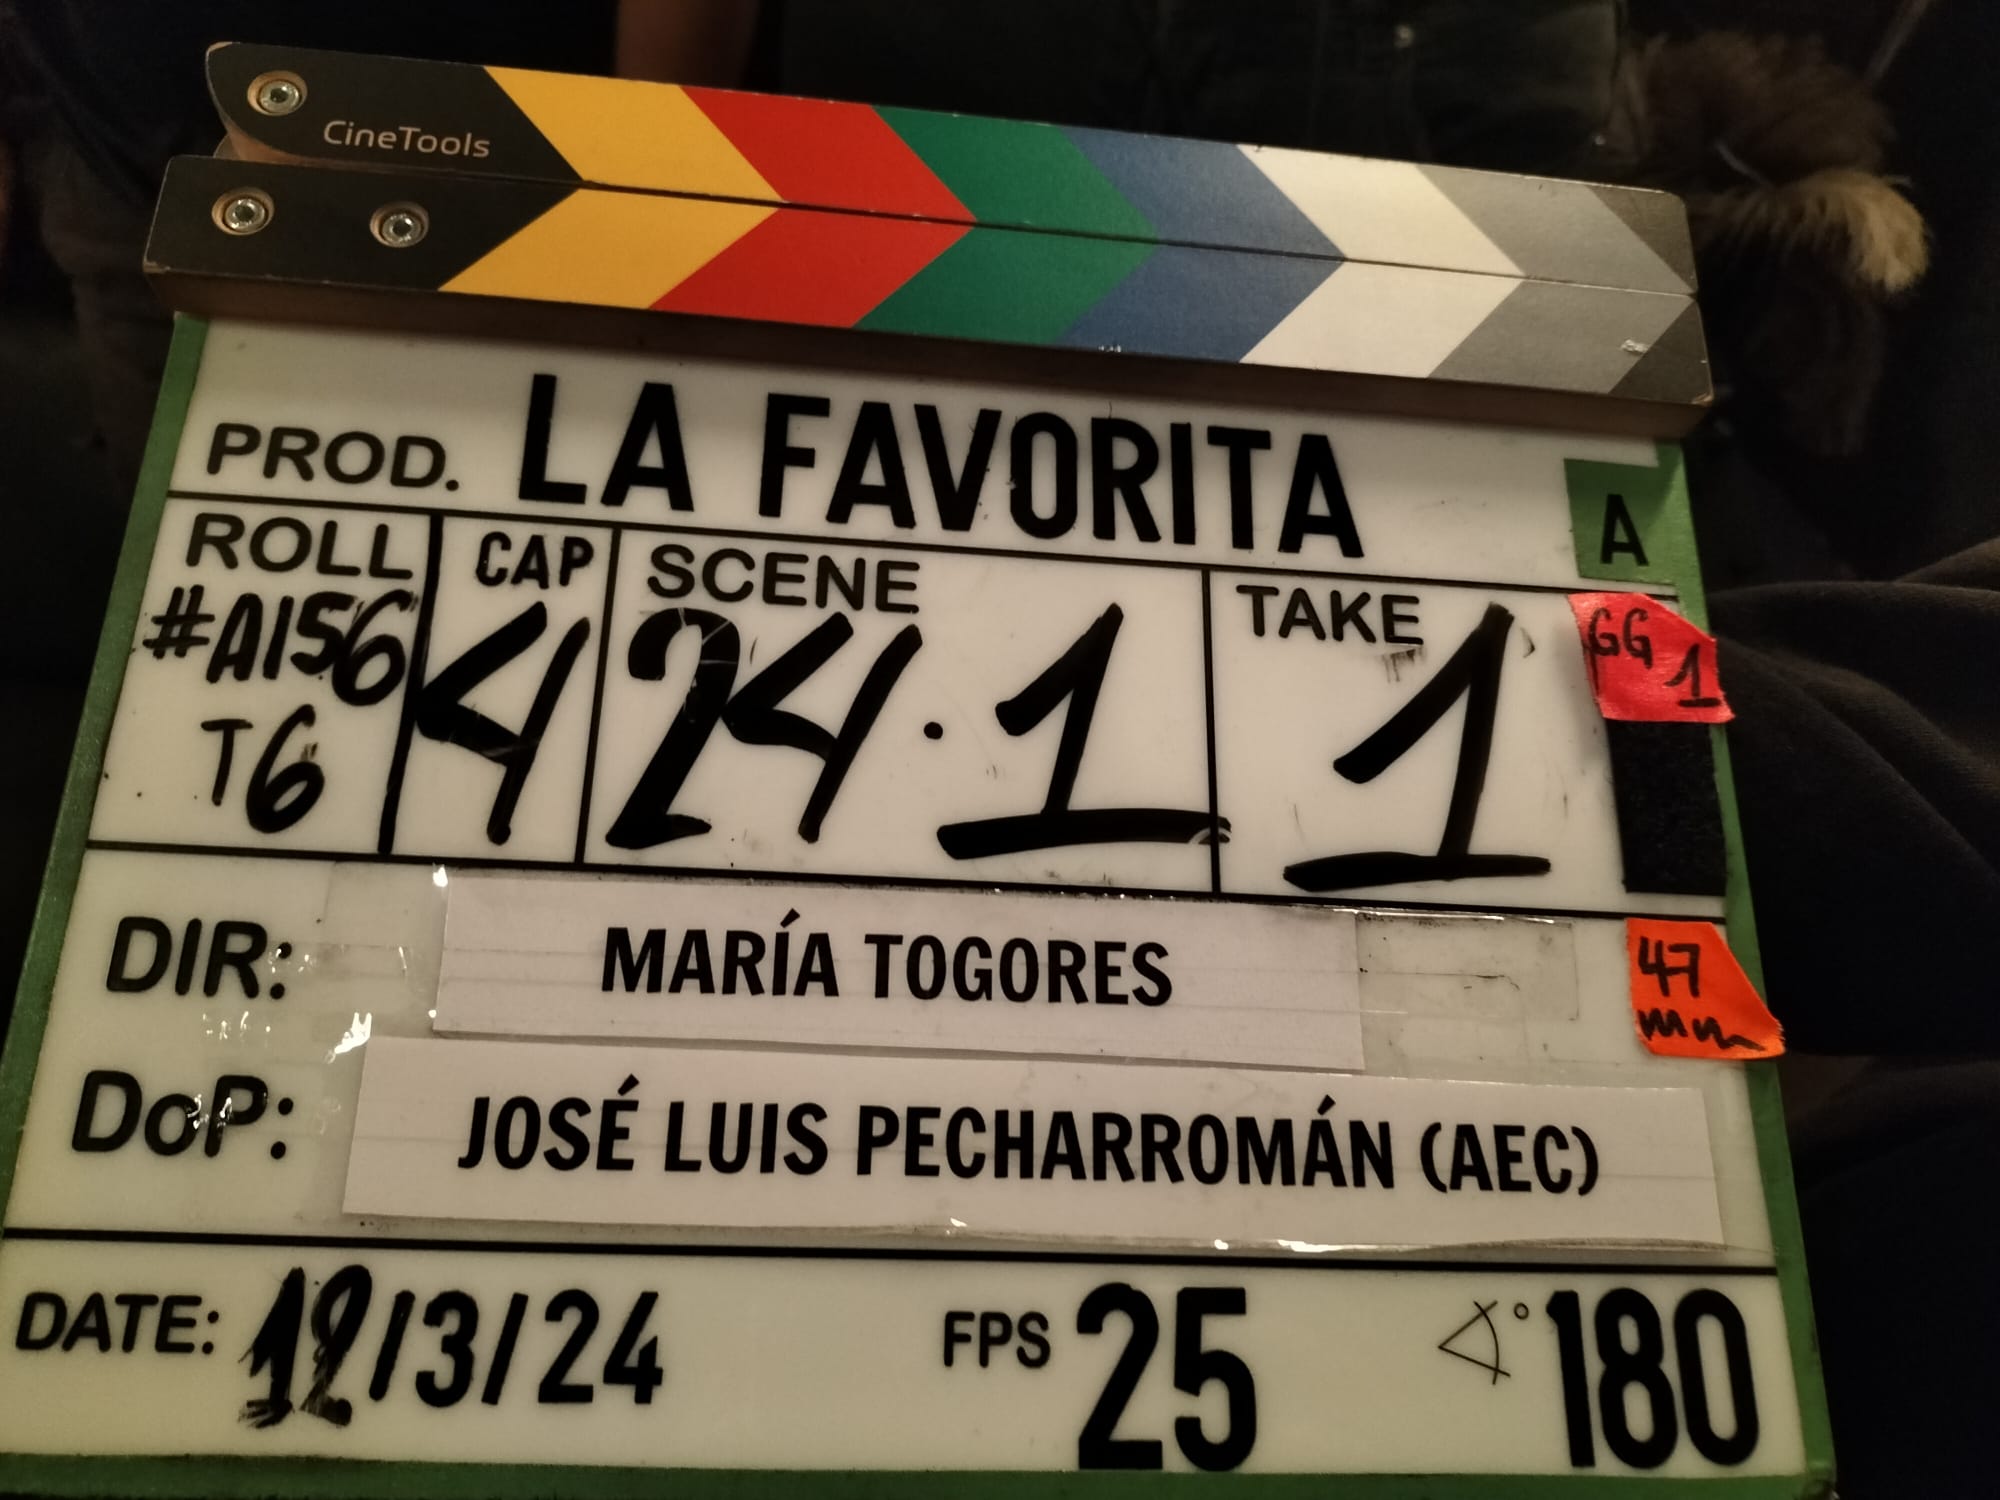 CineTools
PROD. LA FAVORITA
A
ROLL CAP SCENE TAKE
#A156 4 24.1 1
T6
GG 1
DIR: MARÍA TOGORES
47
mm
DoP: JOSÉ LUIS PECHARROMÁN (AEC)
DATE: 12/3/24 FPS 25 ° 180